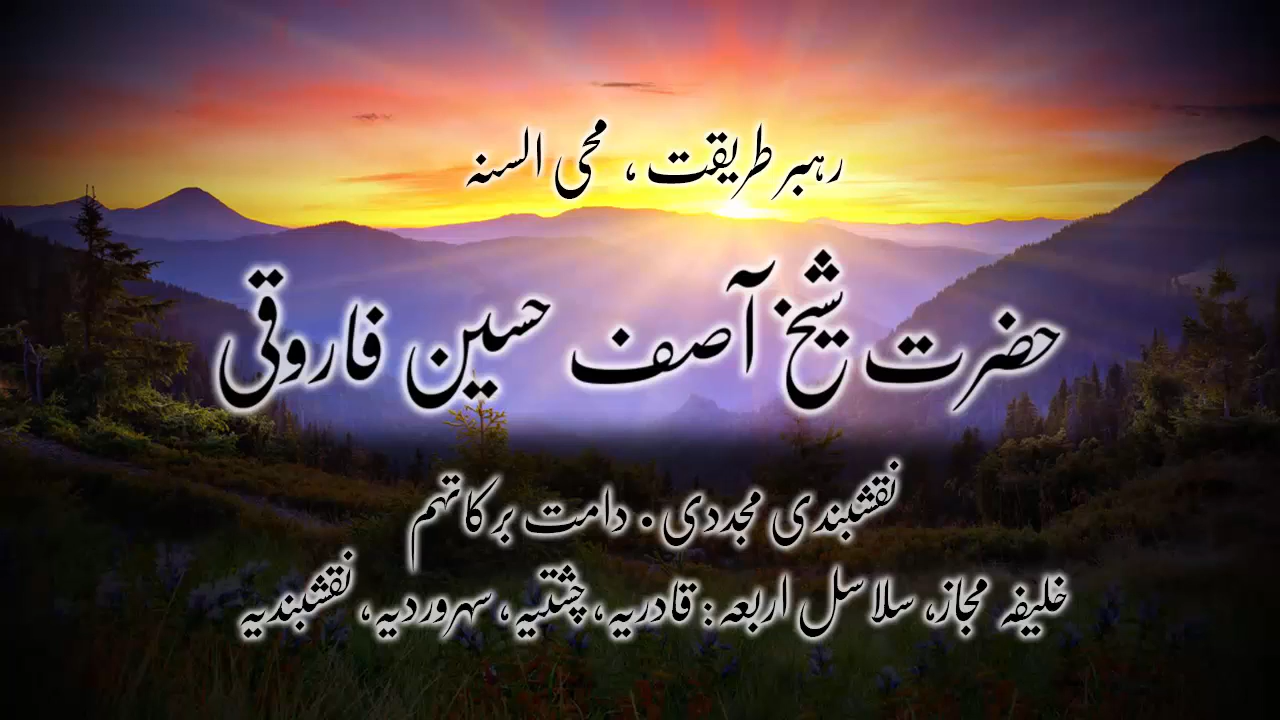 رہبر طریقت ، محی السنہ
حضرت شیخ آصف حسین فاروقی
نقشبندی مجددی . دامت برکاتہم
خلیفہ مجاز، سلاسل اربعہ : قادریہ، چشتیہ، سہروردیہ، نقشبندیہ